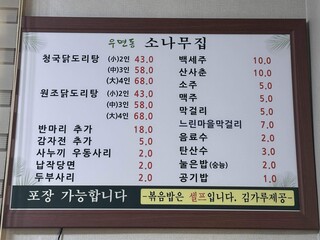 우면동 소나무집
청국닭도리탕 (小)2인 43,0
(中)3인 58,0
(大)4인 68,0
원조닭도리탕 (小)2인 43,0
(中)3인 58,0
(大)4인 68,0
반마리 추가 18,0
감자전 추가 5,0
사누끼 우동사리 2,0
납작당면 2,0
두부사리 2,0
백세주 10,0
산사춘 10,0
소주 5,0
맥주 5,0
막걸리 5,0
느린마을막걸리 7,0
음료수 2,0
탄산수 3,0
눌은밥(숭늉) 2,0
공기밥 1,0
포장 가능합니다
-볶음밥은 셀프입니다. 김가루제공-